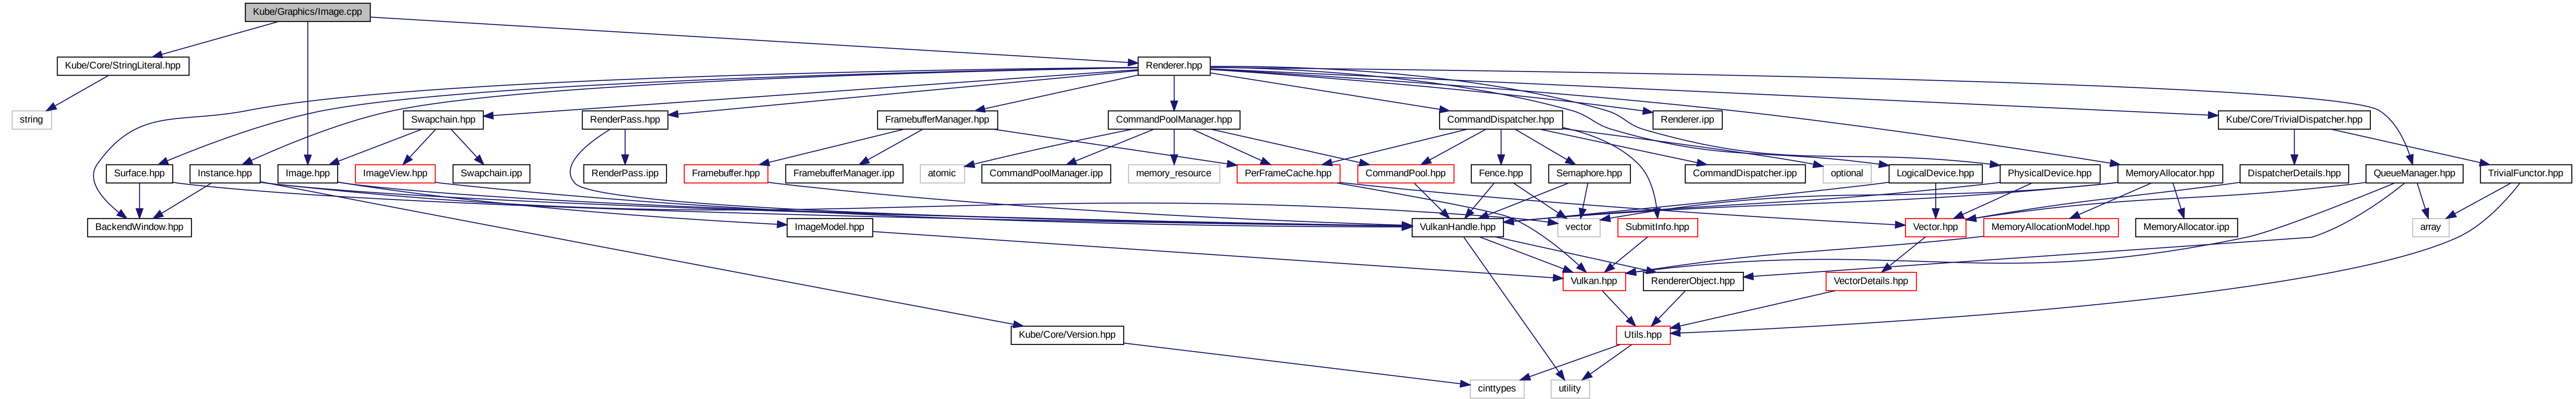 Kube/Graphics/Image.cpp
Kube/Core/StringLiteral.hpp
Renderer.hpp
string
Swapchain.hpp
RenderPass.hpp
FramebufferManager.hpp
CommandPoolManager.hpp
CommandDispatcher.hpp
Renderer.ipp
Kube/Core/TrivialDispatcher.hpp
Surface.hpp
Instance.hpp
Image.hpp
ImageView.hpp
Swapchain.ipp
RenderPass.ipp
Framebuffer.hpp
FramebufferManager.ipp
atomic
CommandPoolManager.ipp
memory_resource
PerFrameCache.hpp
CommandPool.hpp
Fence.hpp
Semaphore.hpp
CommandDispatcher.ipp
optional
LogicalDevice.hpp
PhysicalDevice.hpp
MemoryAllocator.hpp
DispatcherDetails.hpp
QueueManager.hpp
TrivialFunctor.hpp
BackendWindow.hpp
ImageModel.hpp
VulkanHandle.hpp
vector
SubmitInfo.hpp
Vector.hpp
MemoryAllocationModel.hpp
MemoryAllocator.ipp
array
Vulkan.hpp
RendererObject.hpp
VectorDetails.hpp
Kube/Core/Version.hpp
Utils.hpp
cinttypes
utility